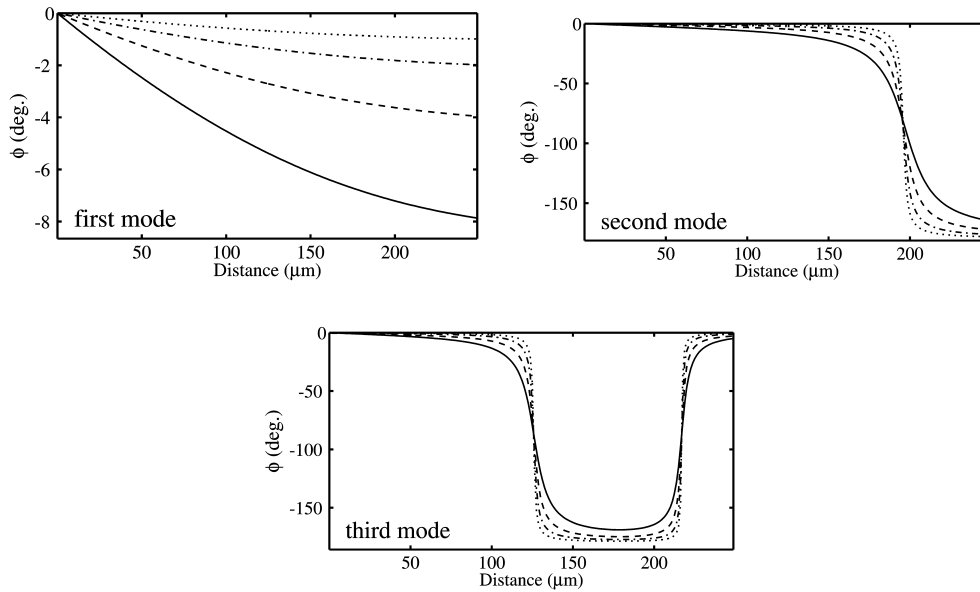 0
-2
-4
-6
-8
ϕ (deg.)
first mode
50 100 150 200
Distance (μm)
0
-50
-100
-150
ϕ (deg.)
second mode
50 100 150 200
Distance (μm)
0
-50
-100
-150
ϕ (deg.)
third mode
50 100 150 200
Distance (μm)